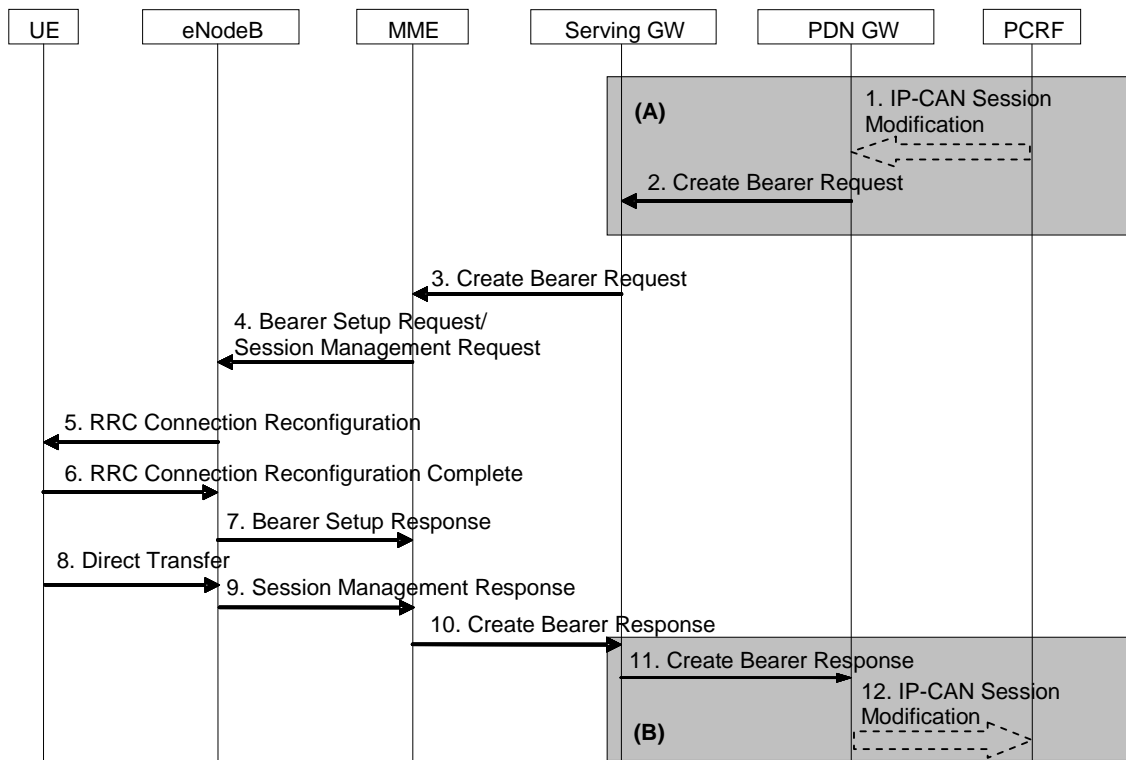 UE
eNodeB
MME
Serving GW
PDN GW
PCRF
(A)
1. IP-CAN Session
Modification
2. Create Bearer Request
3. Create Bearer Request
4. Bearer Setup Request/
Session Management Request
5. RRC Connection Reconfiguration
6. RRC Connection Reconfiguration Complete
7. Bearer Setup Response
8. Direct Transfer
9. Session Management Response
10. Create Bearer Response
11. Create Bearer Response
12. IP-CAN Session
Modification
(B)